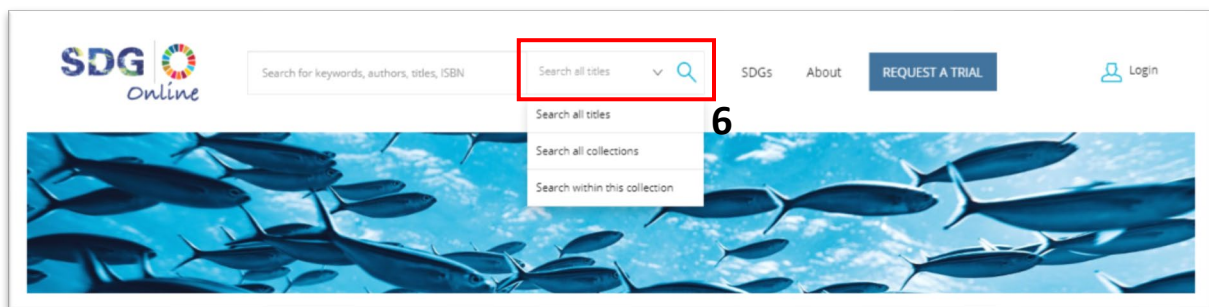 SDG
Online
Search for keywords, authors, titles, ISBN
Search all titles
SDGs
About
REQUEST A TRIAL
Login
Search all titles
6
Search all collections
Search within this collection